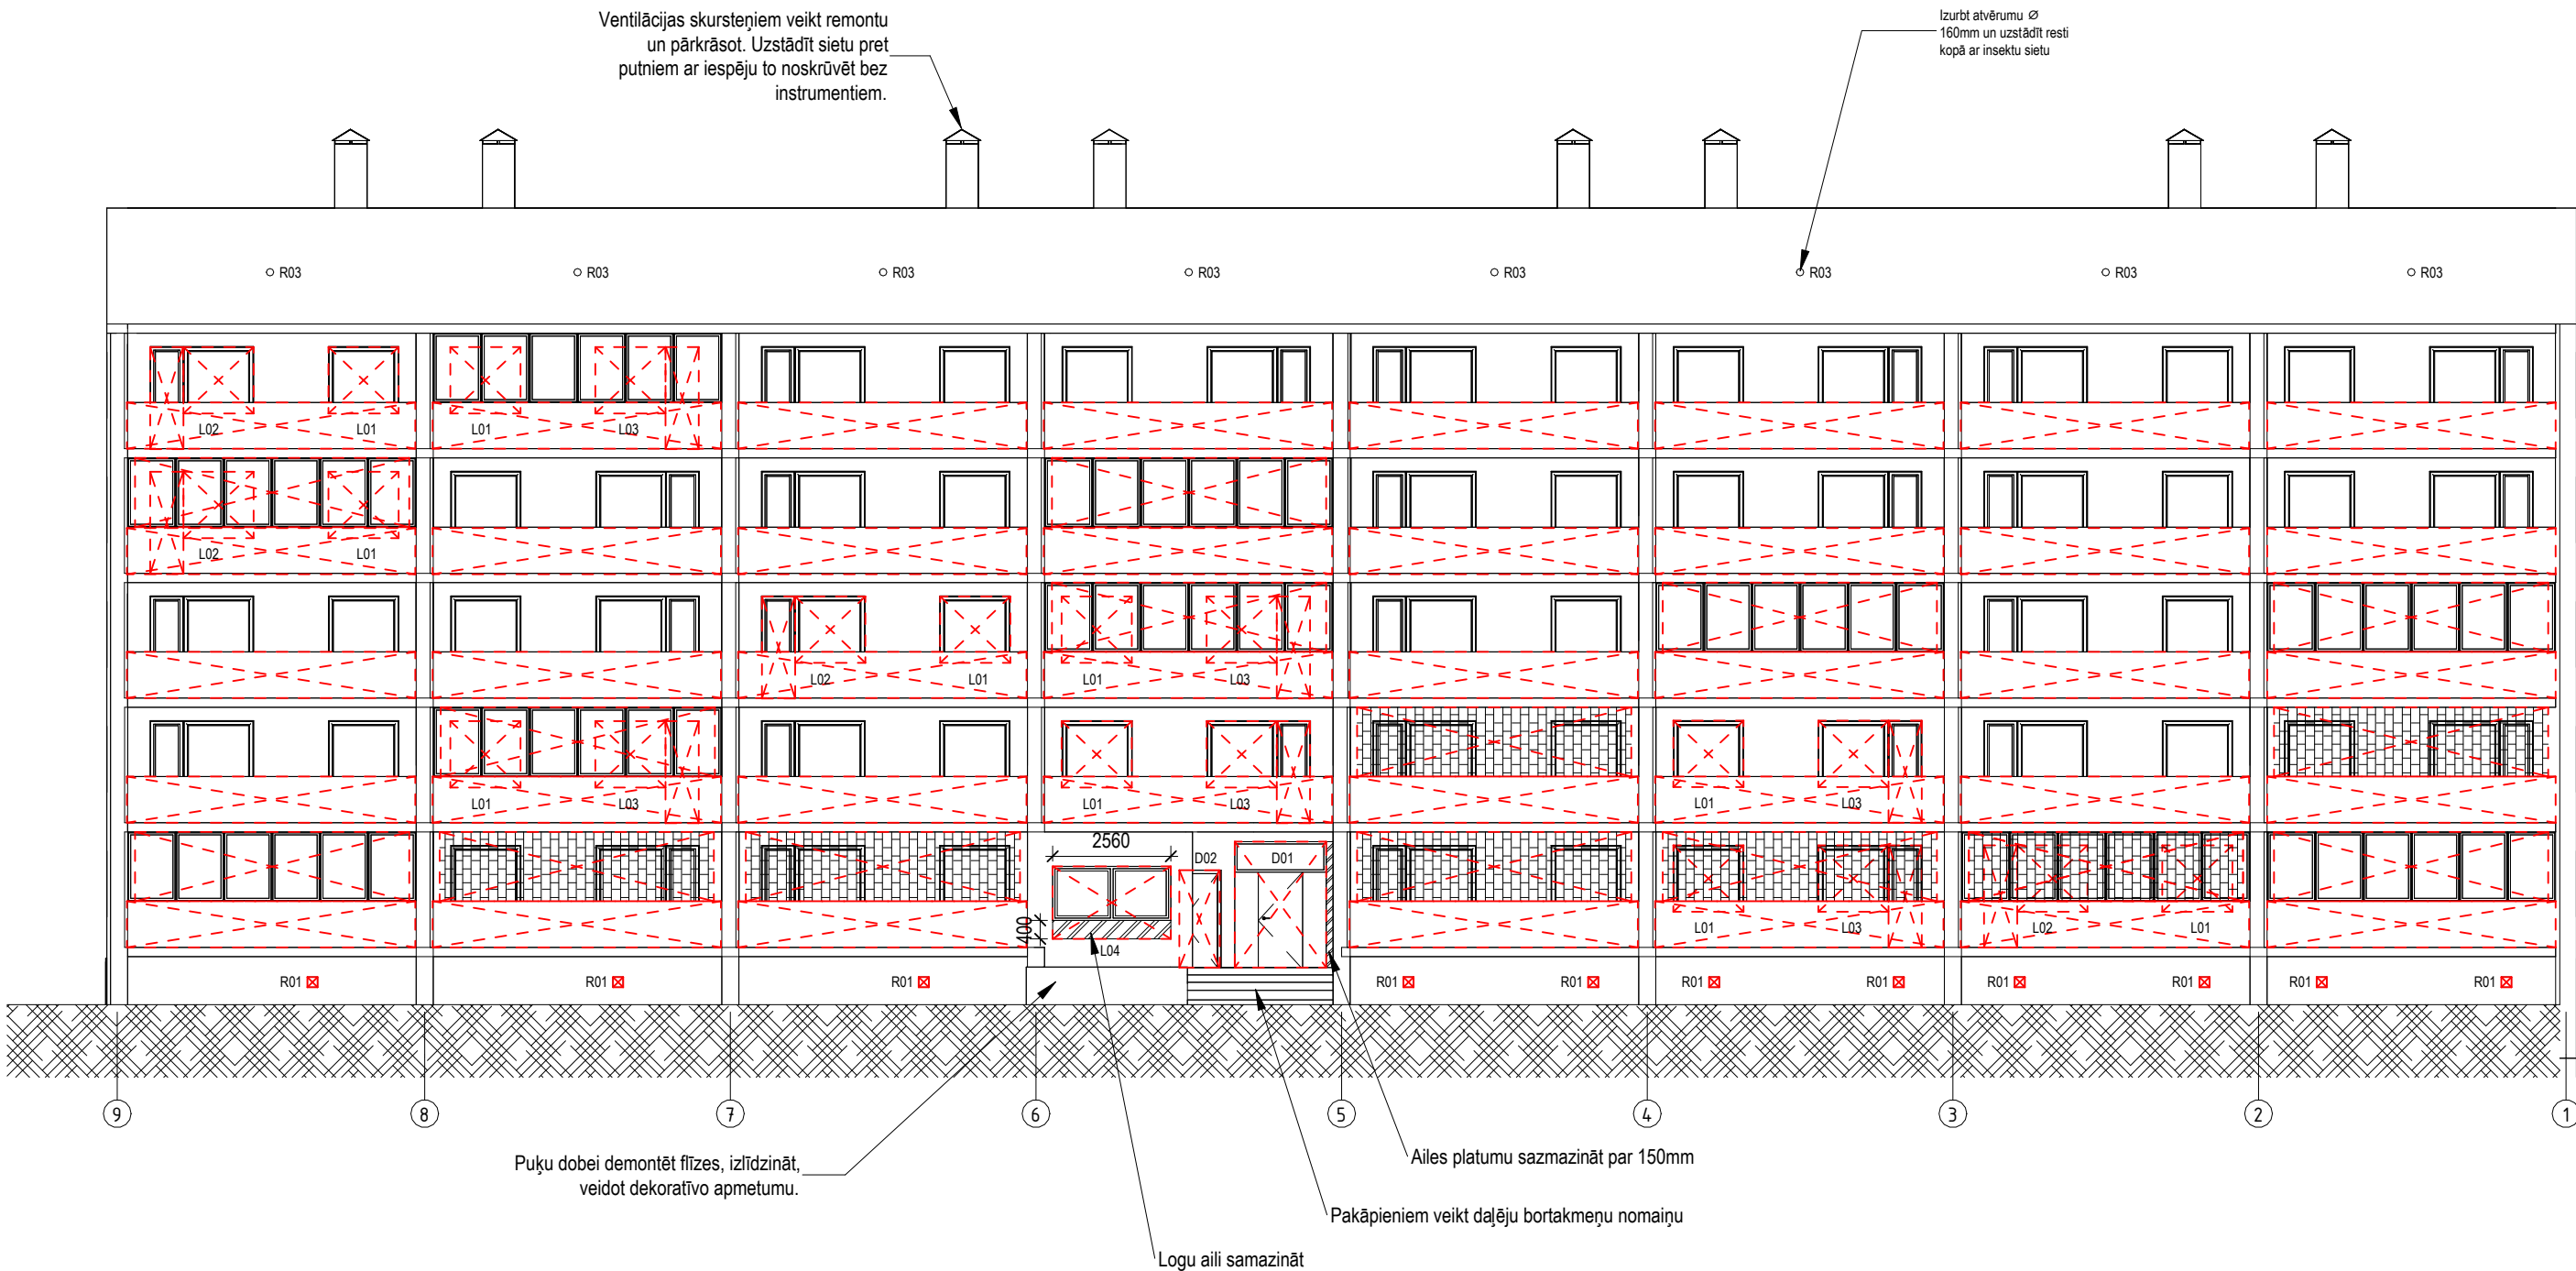 Ventilācijas skursteņiem veikt remontu
un pārkrāsot. Uzstādīt sietu pret
putniem ar iespēju to noskrūvēt bez
instrumentiem.
Izurbt atvērumu Ø
160mm un uzstādīt resti
kopā ar insektu sietu
R03 R03 R03 R03 R03 R03 R03 R03
L02 L01 L01 L03
L02 L01
L02 L01 L01 L03
L01 L03 L01 L03 L01 L03
2560 D02 D01
400 L04 L01 L03 L02 L01
R01 R01 R01 R01 R01 R01 R01 R01 R01 R01 R01
9 8 7 6 5 4 3 2 1
Puķu dobei demontēt flīzes, izlīdzināt,
veidot dekoratīvo apmetumu.
Ailes platumu sazmazināt par 150mm
Pakāpieniem veikt daļēju bortakmeņu nomaiņu
Logu aili samazināt